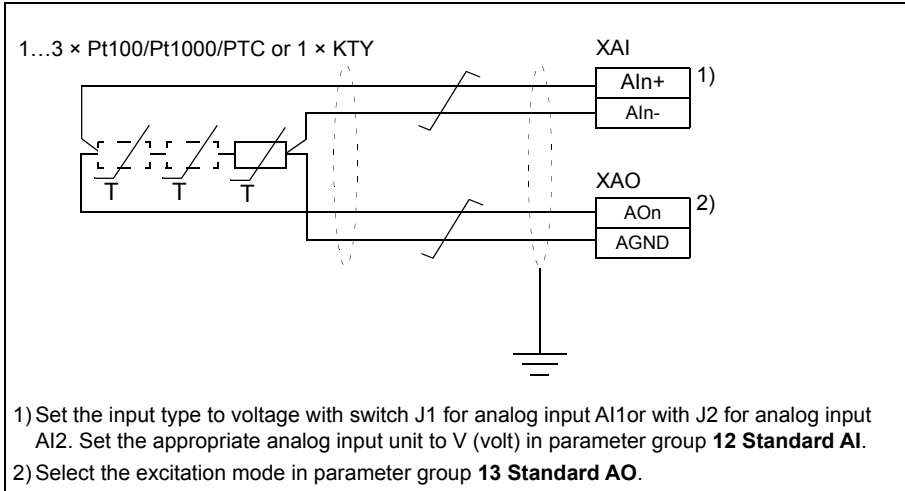 1…3 × Pt100/Pt1000/PTC or 1 × KTY
XAI
AIn+
1)
AIn-
T
T
T
XAO
AOn
2)
AGND
1) Set the input type to voltage with switch J1 for analog input AI1or with J2 for analog input
AI2. Set the appropriate analog input unit to V (volt) in parameter group 12 Standard AI.
2) Select the excitation mode in parameter group 13 Standard AO.